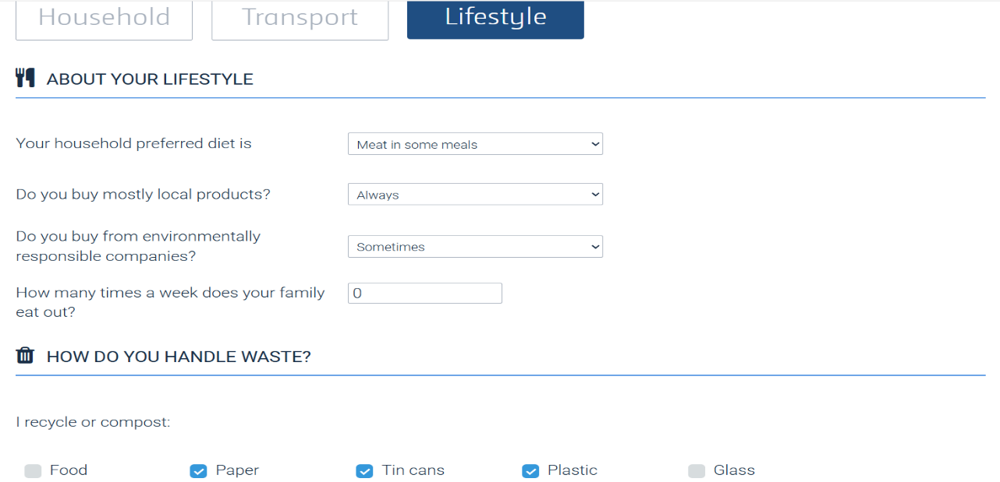 Household Transport Lifestyle
ABOUT YOUR LIFESTYLE
Your household preferred diet is Meat in some meals
Do you buy mostly local products? Always
Do you buy from environmentally
responsible companies? Sometimes
How many times a week does your family
eat out? 0
HOW DO YOU HANDLE WASTE?
I recycle or compost:
Food Paper Tin cans Plastic Glass